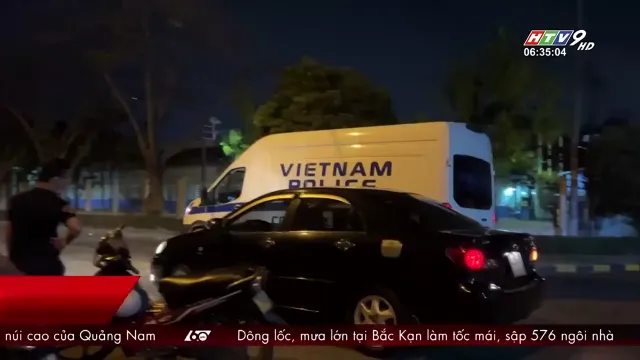 HTV9 HD
06:35:04
VIETNAM
POLICE
núi cao của Quảng Nam
60
Dông lốc, mưa lớn tại Bắc Kạn làm tốc mái, sập 576 ngôi nhà